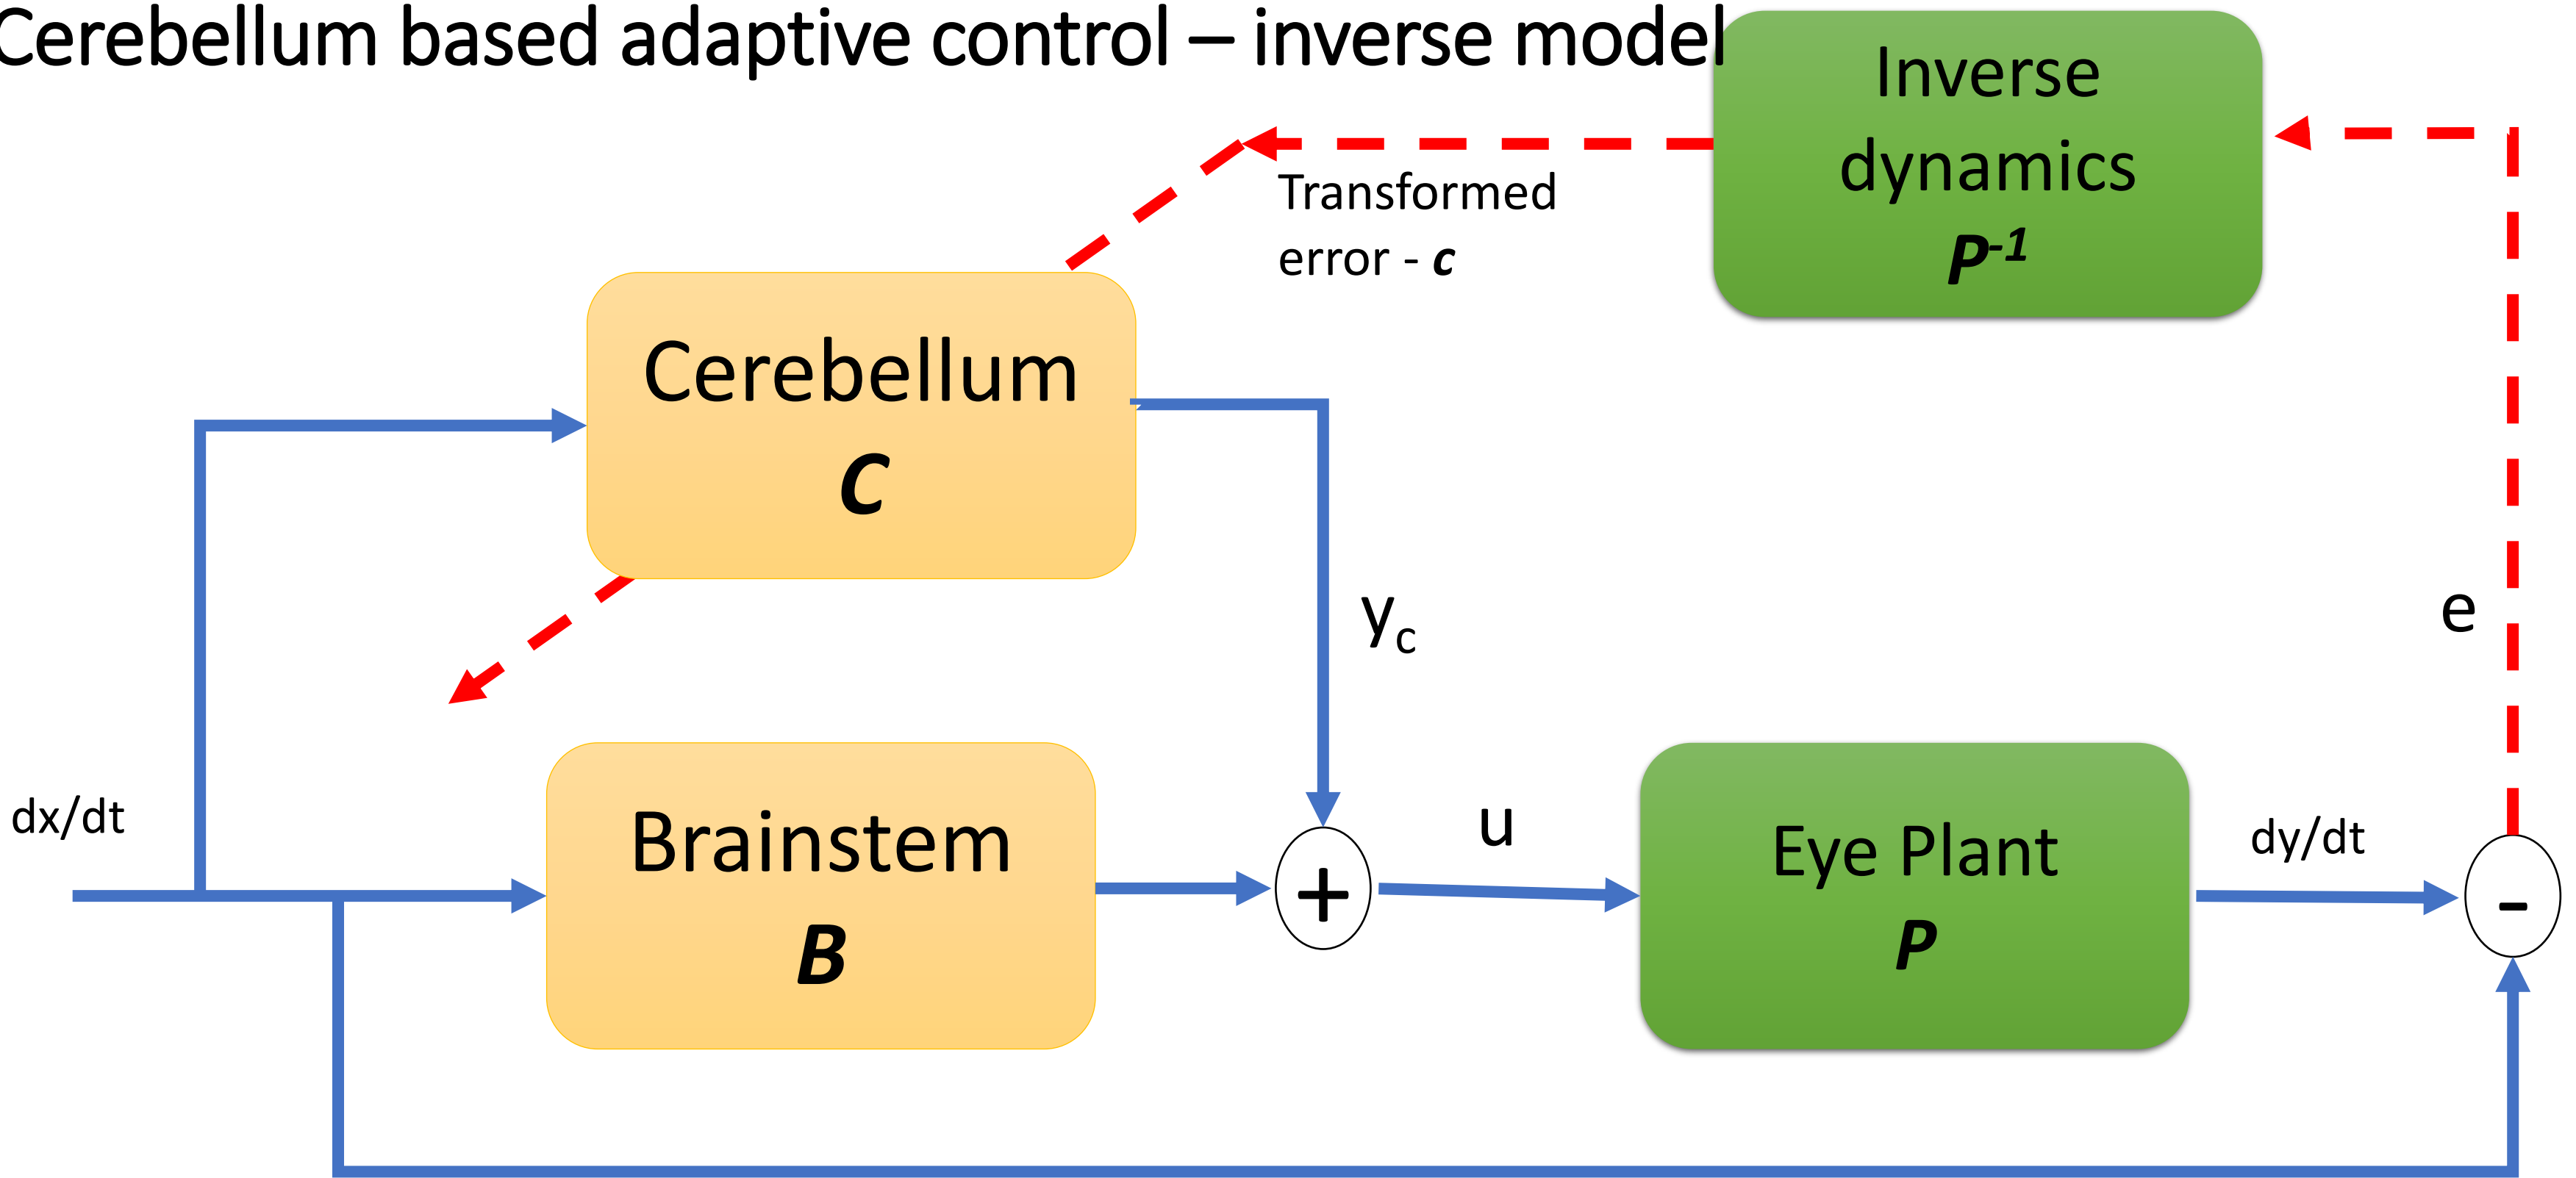 Cerebellum based adaptive control – inverse model
Inverse
dynamics
P-1
Transformed
error - c
Cerebellum
C
yc
e
dx/dt
Brainstem
B
+
u
Eye Plant
P
dy/dt
-